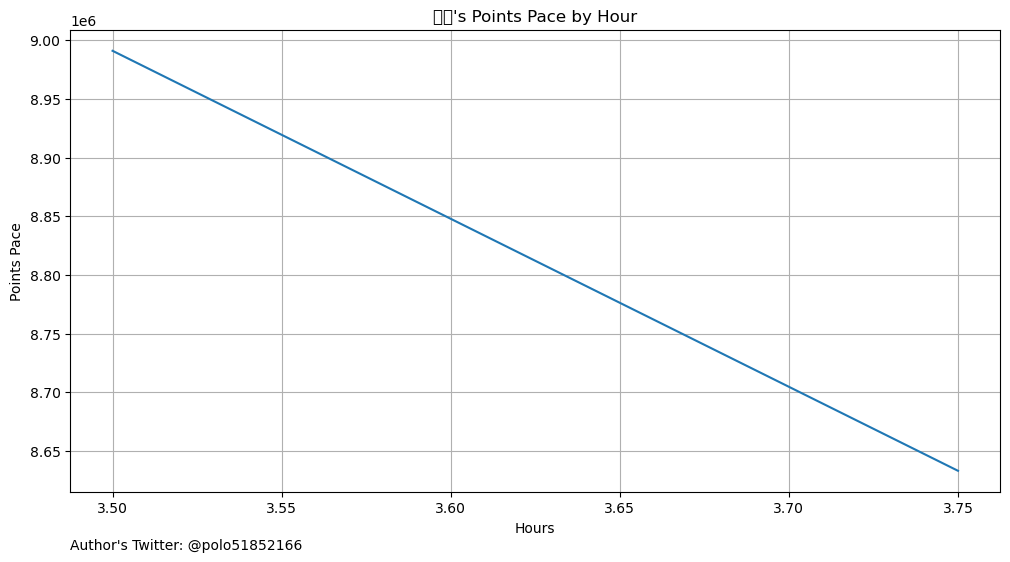 's Points Pace by Hour
1e6
9.00
8.95
8.90
8.85
8.80
8.75
8.70
8.65
Points Pace
3.50 3.55 3.60 3.65 3.70 3.75
Hours
Author's Twitter: @polo51852166